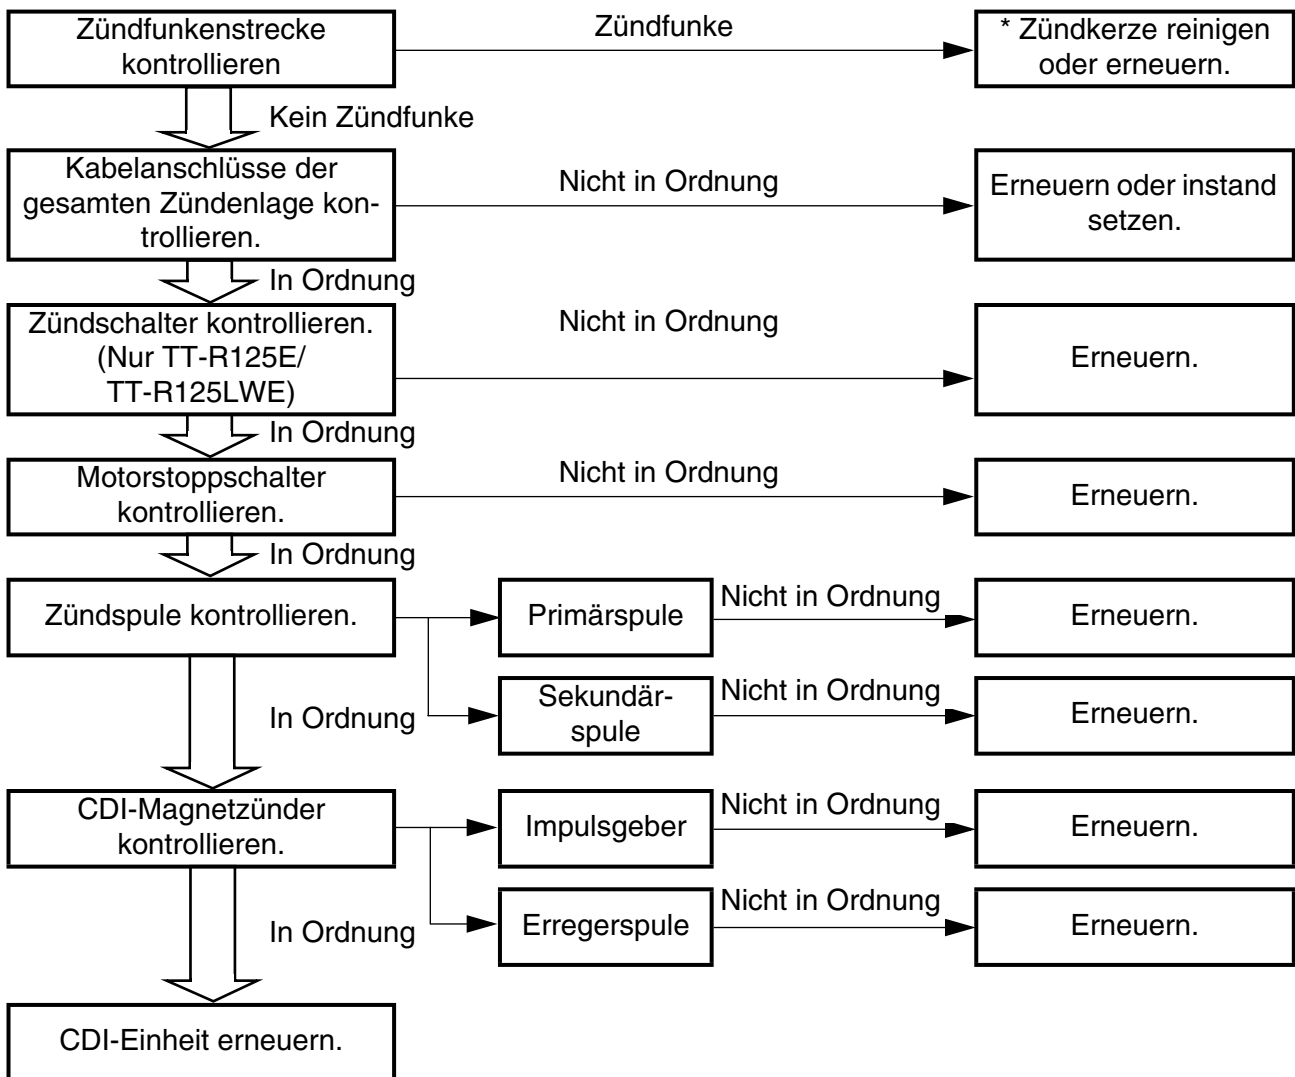 Zündfunkenstrecke
kontrollieren
Zündfunke
* Zündkerze reinigen
oder erneuern.
Kein Zündfunke
Kabelanschlüsse der
gesamten Zündenlage kon-
trollieren.
Nicht in Ordnung
Erneuern oder instand
setzen.
In Ordnung
Zündschalter kontrollieren.
(Nur TT-R125E/
TT-R125LWE)
Nicht in Ordnung
Erneuern.
In Ordnung
Motorstoppschalter
kontrollieren.
Nicht in Ordnung
Erneuern.
In Ordnung
Zündspule kontrollieren.
Primärspule
Nicht in Ordnung
Erneuern.
Sekundär-
spule
Nicht in Ordnung
Erneuern.
In Ordnung
CDI-Magnetzünder
kontrollieren.
Impulsgeber
Nicht in Ordnung
Erneuern.
Erregerspule
Nicht in Ordnung
Erneuern.
In Ordnung
CDI-Einheit erneuern.